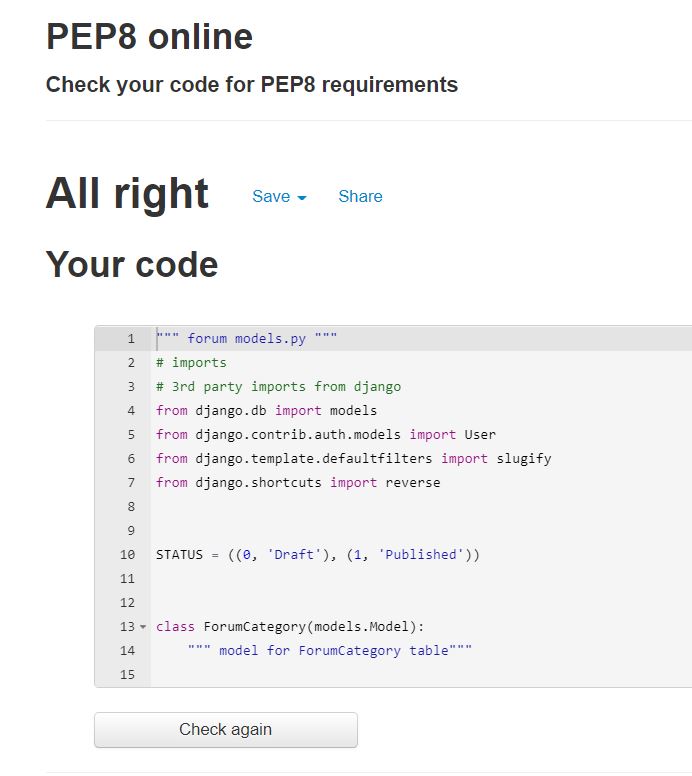 PEP8 online
Check your code for PEP8 requirements
All right Save Share
Your code
1 """ forum models.py """
2 # imports
3 # 3rd party imports from django
4 from django.db import models
5 from django.contrib.auth.models import User
6 from django.template.defaultfilters import slugify
7 from django.shortcuts import reverse
8
9
10 STATUS = ((0, 'Draft'), (1, 'Published'))
11
12
13 class ForumCategory(models.Model):
14     """ model for ForumCategory table"""
15
Check again